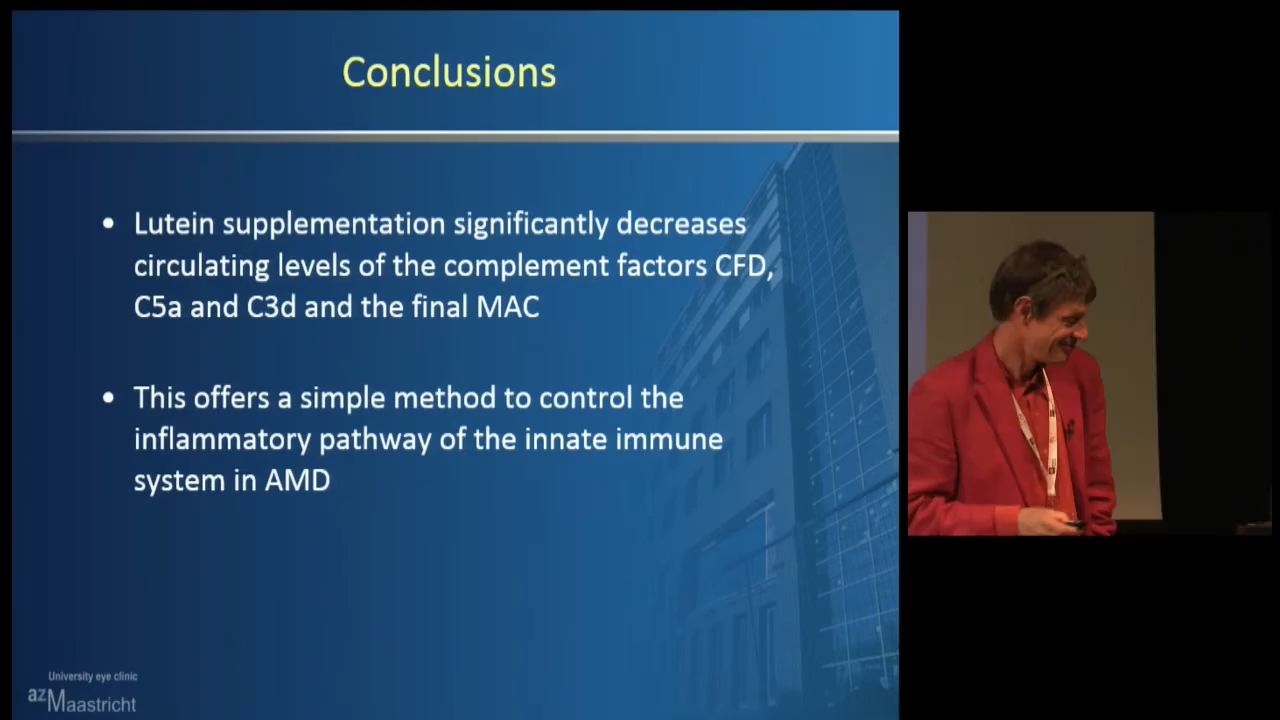 Conclusions
• Lutein supplementation significantly decreases
circulating levels of the complement factors CFD,
C5a and C3d and the final MAC
• This offers a simple method to control the
inflammatory pathway of the innate immune
system in AMD
University eye clinic
azMaastricht